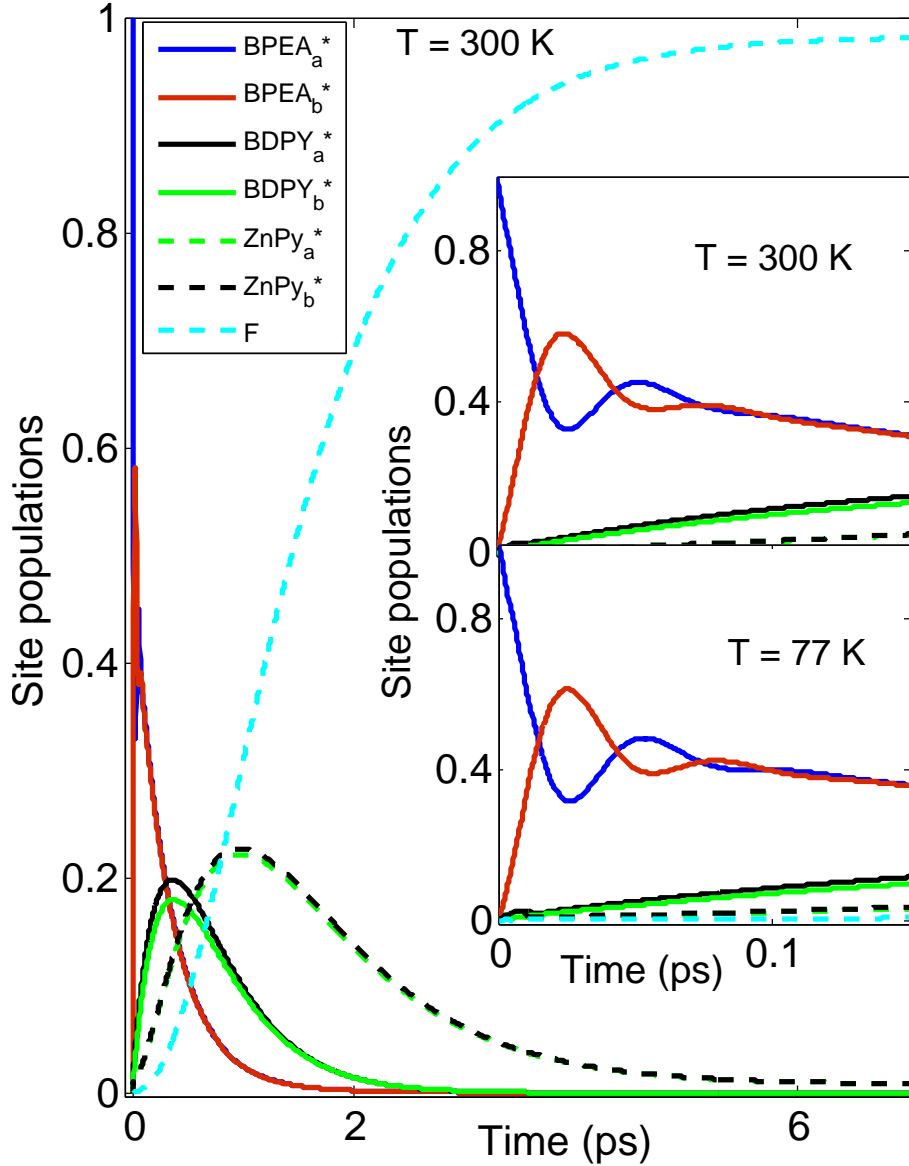 1
T = 300 K
BPEA_a*
BPEA_b*
BDPY_a*
BDPY_b*
ZnPy_a*
ZnPy_b*
F
0.8
0.6
0.4
0.2
0
Site populations
0
2
6
Time (ps)
T = 300 K
0.8
0.4
0
Site populations
T = 77 K
0.8
0.4
0
0
0.1
Time (ps)